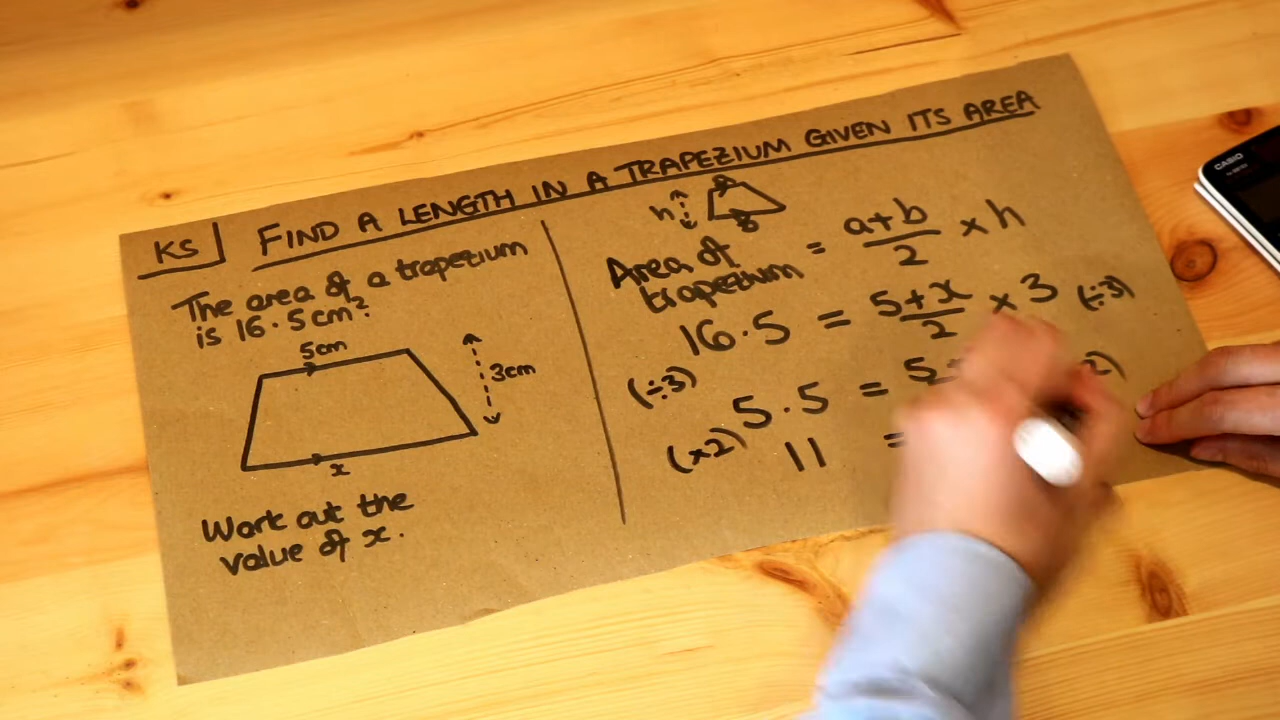 KS FIND A LENGTH IN A TRAPEZIUM GIVEN ITS AREA
The area of a trapezium
is 16.5cm².
5cm
3cm
x
Work out the
value of x.
h
a
b
Area of
trapezium = a+b/2 × h
16.5 = 5+x/2 × 3 (÷3)
(÷3) 5.5 = 5 2)
(×2) 11 =
CASIO